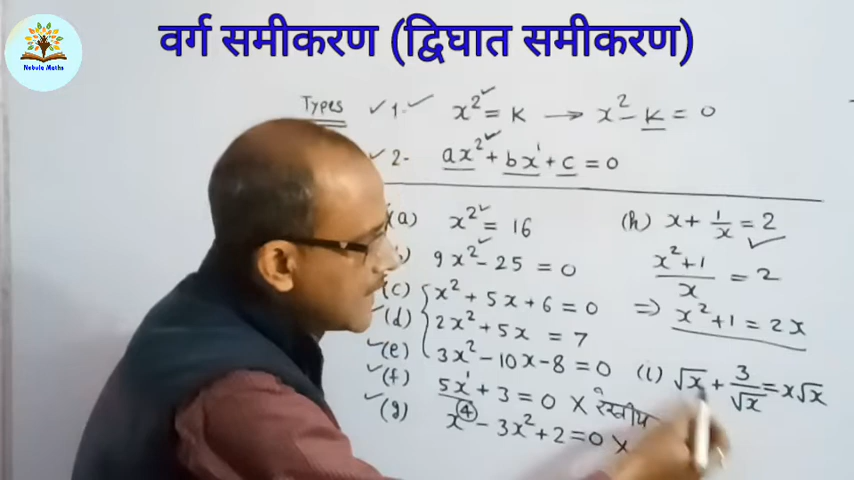 वर्ग समीकरण (द्विघात समीकरण)
Nebula Maths
Types ✓ 1- ✓ x² = K → x² - K = 0
✓ 2- ax² + bx¹ + c = 0
(a) x² = 16
9x² - 25 = 0
(c) x² + 5x + 6 = 0
(d) 2x² + 5x = 7
(e) 3x² - 10x - 8 = 0
(f) 5x¹ + 3 = 0 ×
(g) x⁴ - 3x² + 2 = 0 ×
(h) x + 1/x = 2
x² + 1 / x = 2
⇒ x² + 1 = 2x
(i) √x + 3/√x = x√x